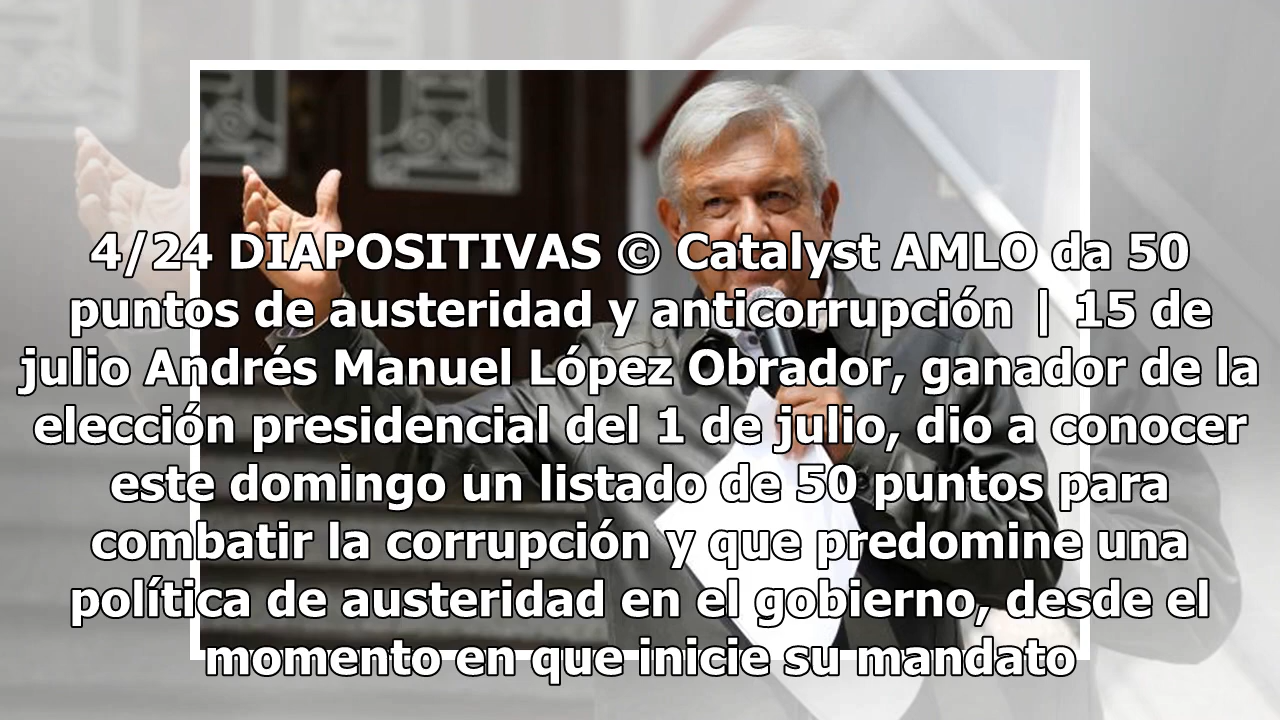 4/24 DIAPOSITIVAS © Catalyst AMLO da 50
puntos de austeridad y anticorrupción | 15 de
julio Andrés Manuel López Obrador, ganador de la
elección presidencial del 1 de julio, dio a conocer
este domingo un listado de 50 puntos para
combatir la corrupción y que predomine una
política de austeridad en el gobierno, desde el
momento en que inicie su mandato